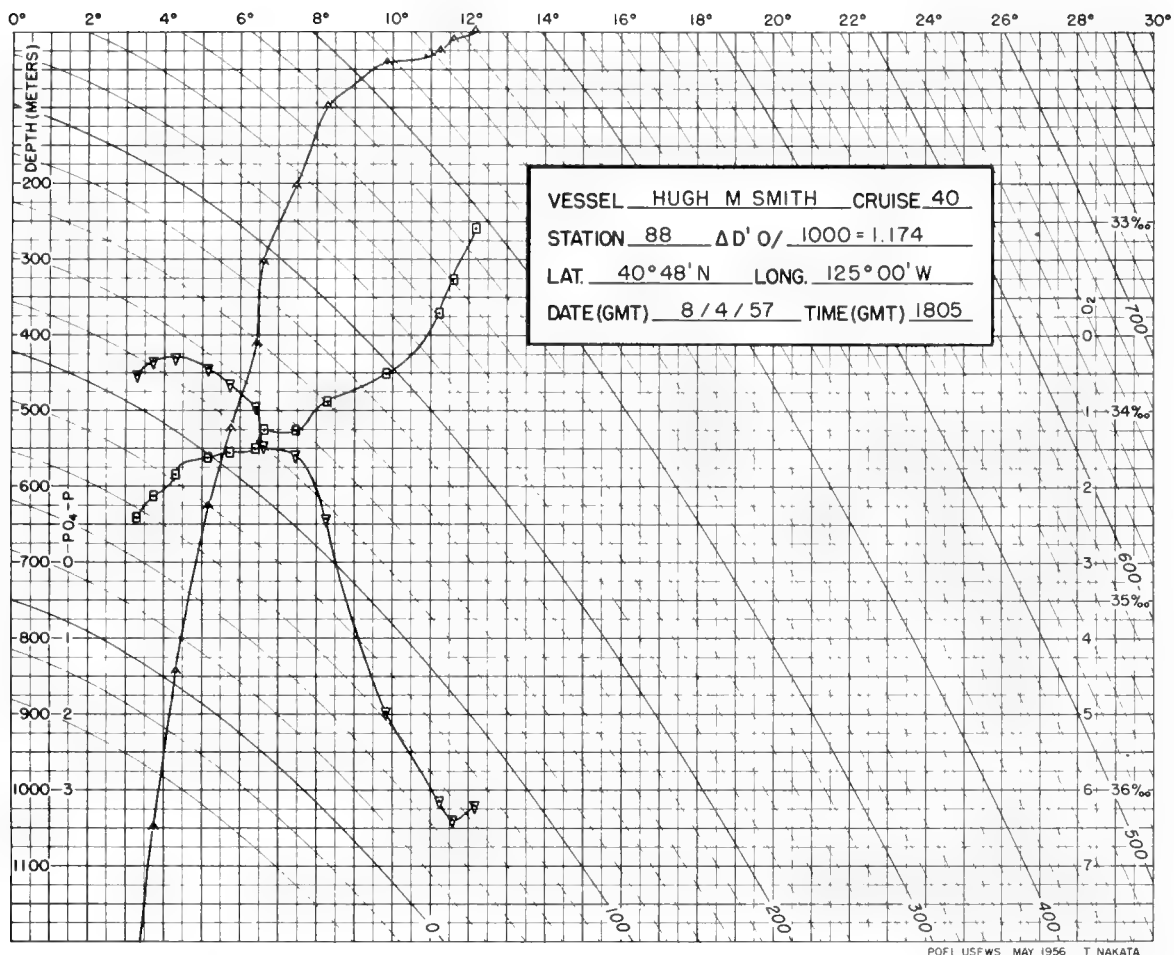 0° 2° 4° 6° 8° 10° 12° 14° 16° 18° 20° 22° 24° 26° 28° 30°
DEPTH (METERS)
200
300
400
500
600
700
800
900
1000
1100
PO₄-P
0
1
2
3
VESSEL HUGH M SMITH CRUISE 40
STATION 88 ΔD' 0/ 1000 = 1.174
LAT. 40°48'N LONG. 125°00'W
DATE (GMT) 8/4/57 TIME (GMT) 1805
O₂
0
1
2
3
4
5
6
7
33‰
34‰
35‰
36‰
700
600
500
0 100 200 300 400
POFI USFWS MAY 1956 T NAKATA